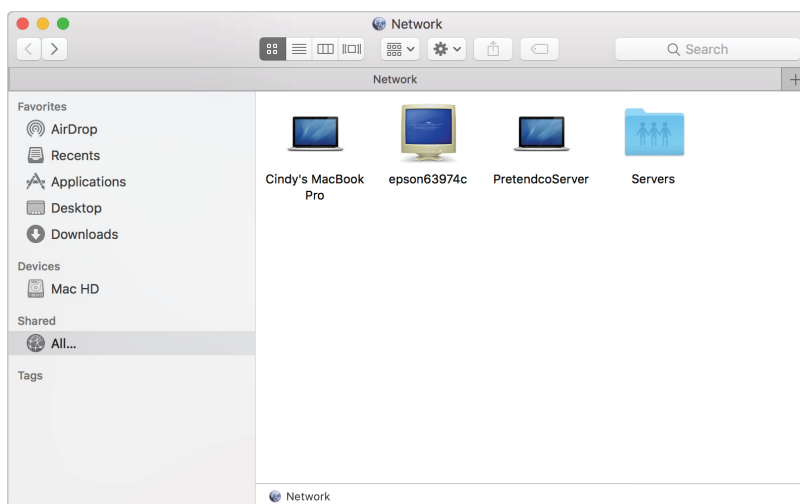 Network
Search
Network
+
Favorites
AirDrop
Recents
Applications
Desktop
Downloads
Devices
Mac HD
Shared
All...
Tags
Cindy's MacBook
Pro
epson63974c
PretendcoServer
Servers
Network